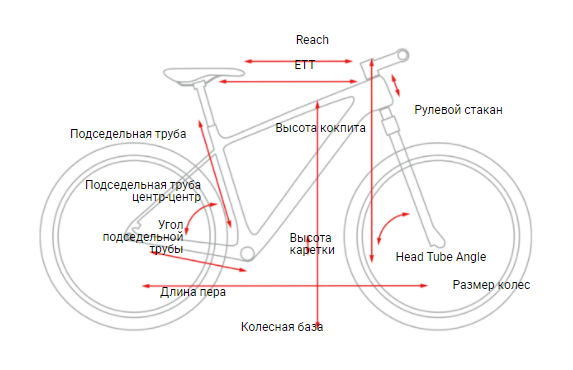 Reach
ETT
Рулевой стакан
Высота кокпита
Подседельная труба
Подседельная труба
центр-центр
Угол
подседельной
трубы
Высота
каретки
Head Tube Angle
Размер колес
Длина пера
Колесная база